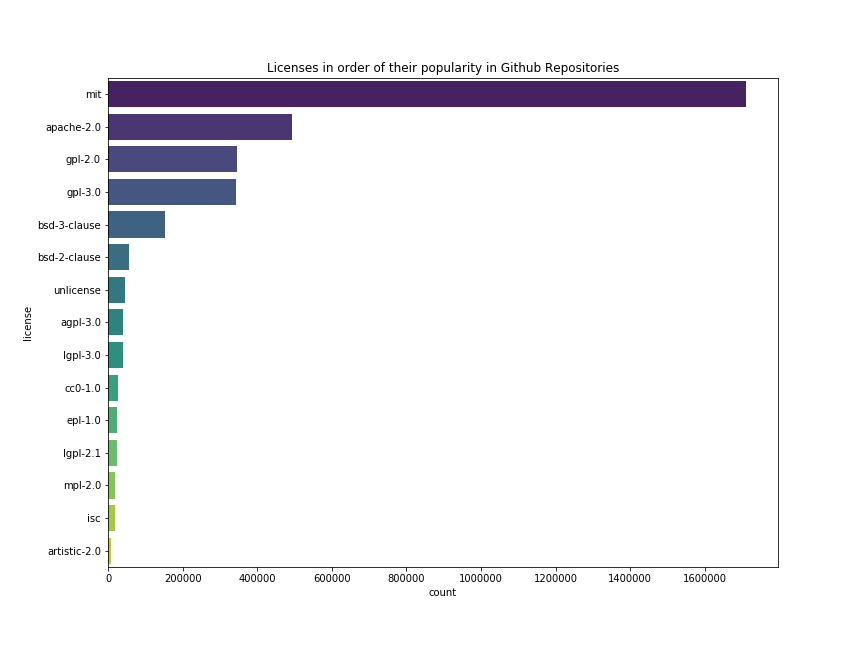 Licenses in order of their popularity in Github Repositories
license
mit
apache-2.0
gpl-2.0
gpl-3.0
bsd-3-clause
bsd-2-clause
unlicense
agpl-3.0
lgpl-3.0
cc0-1.0
epl-1.0
lgpl-2.1
mpl-2.0
isc
artistic-2.0
0 200000 400000 600000 800000 1000000 1200000 1400000 1600000
count